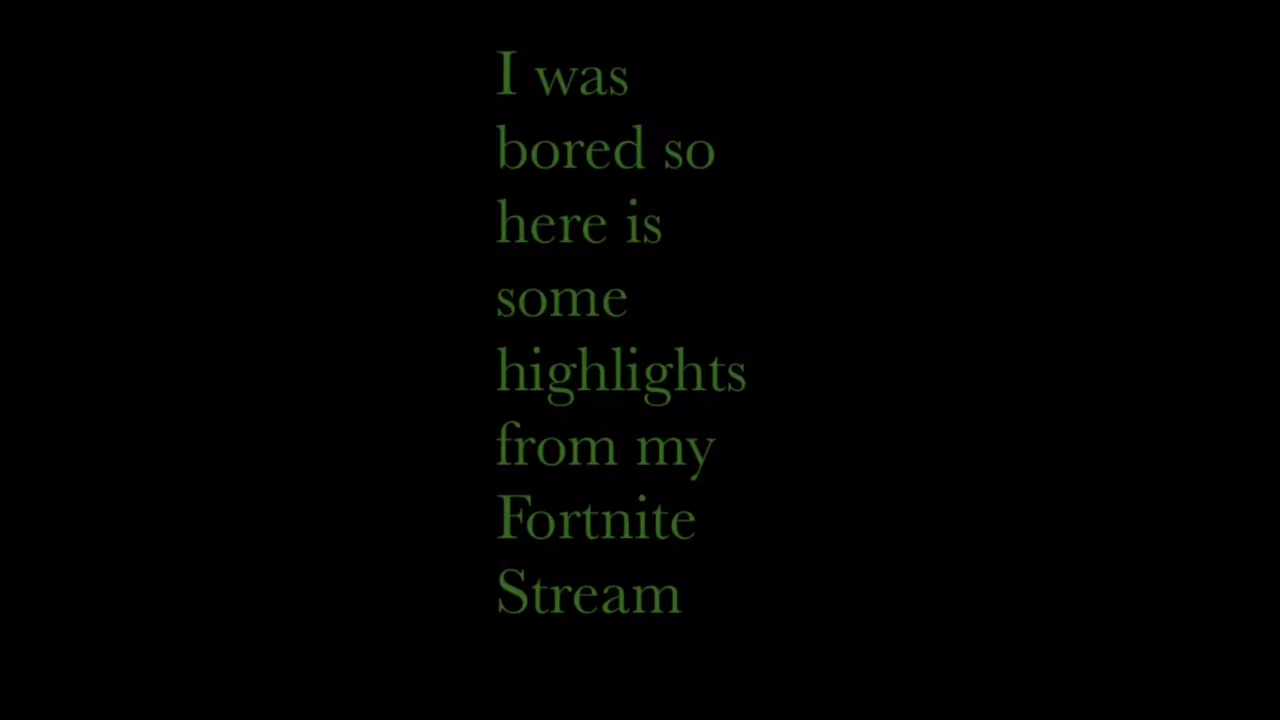 I was
bored so
here is
some
highlights
from my
Fortnite
Stream